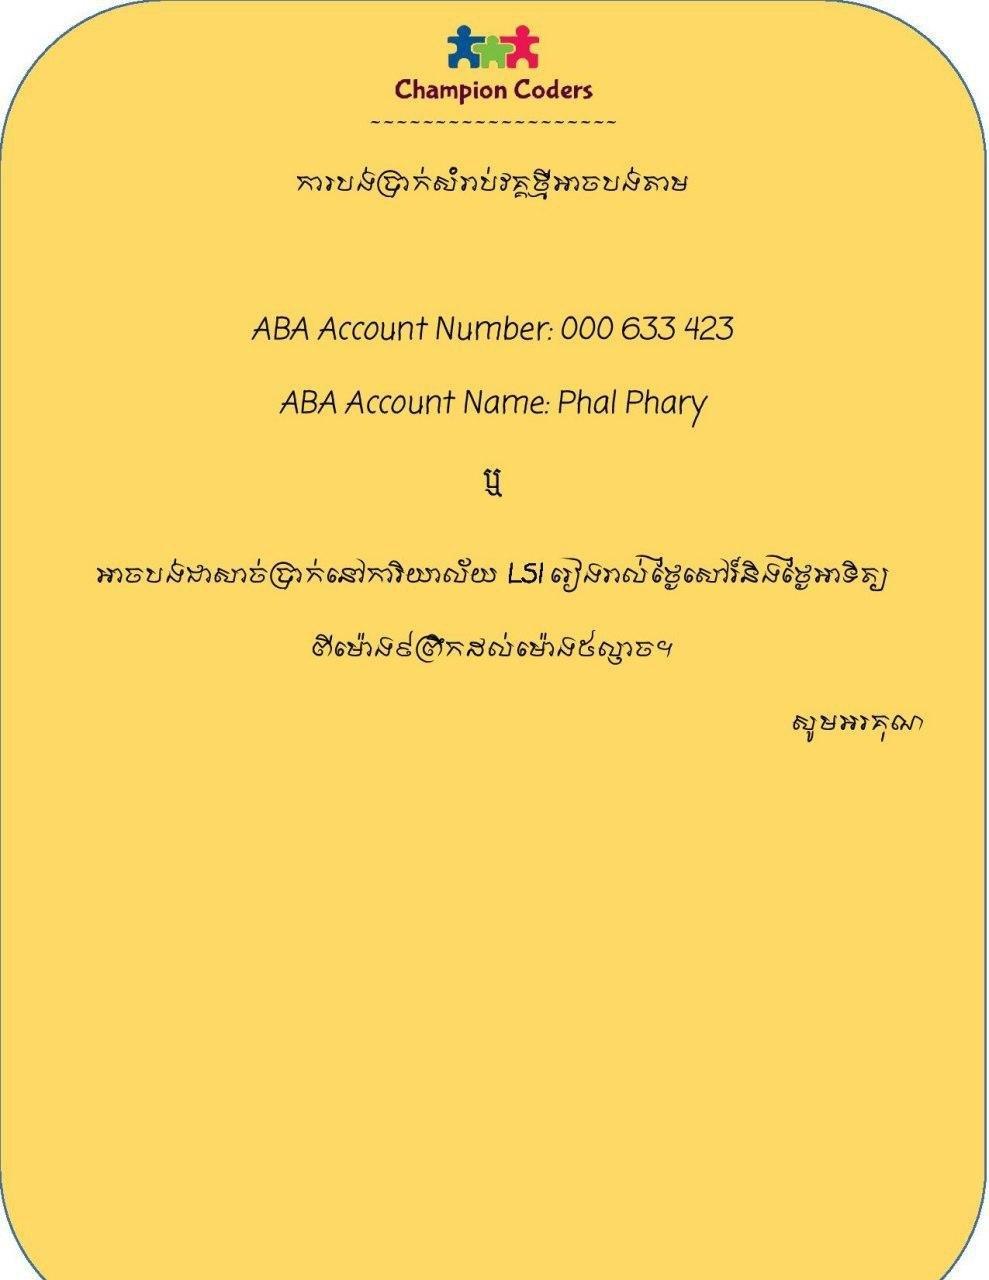 Champion Coders
~~~~~~~~~~~~~~~~~~~
ការបង់ប្រាក់សំរាប់វគ្គថ្មីអាចបង់តាម
ABA Account Number: 000 633 423
ABA Account Name: Phal Phary
ឬ
អាចបង់ជាសាច់ប្រាក់នៅការិយាល័យ LSI រៀងរាល់ថ្ងៃសៅរ៍និងថ្ងៃអាទិត្យ
ពីម៉ោង៩ព្រឹកដល់ម៉ោង៥ល្ងាច។
សូមអរគុណ